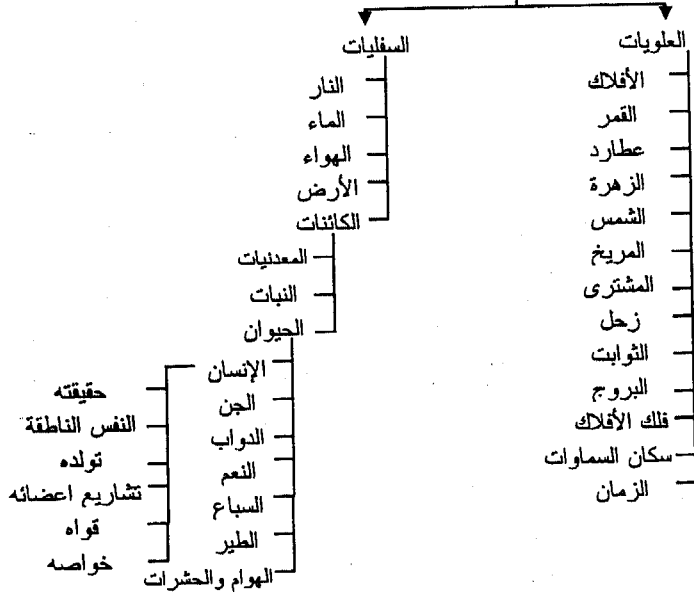 العلويات
الأفلاك
القمر
عطارد
الزهرة
الشمس
المريخ
المشترى
زحل
الثوابت
البروج
فلك الأفلاك
سكان السماوات
الزمان
السفليات
النار
الماء
الهواء
الأرض
الكائنات
المعدنيات
النبات
الحيوان
الإنسان
الجن
الدواب
النعم
السباع
الطير
الهوام والحشرات
حقيقته
النفس الناطقة
تولده
تشاريع اعضائه
قواه
خواصه